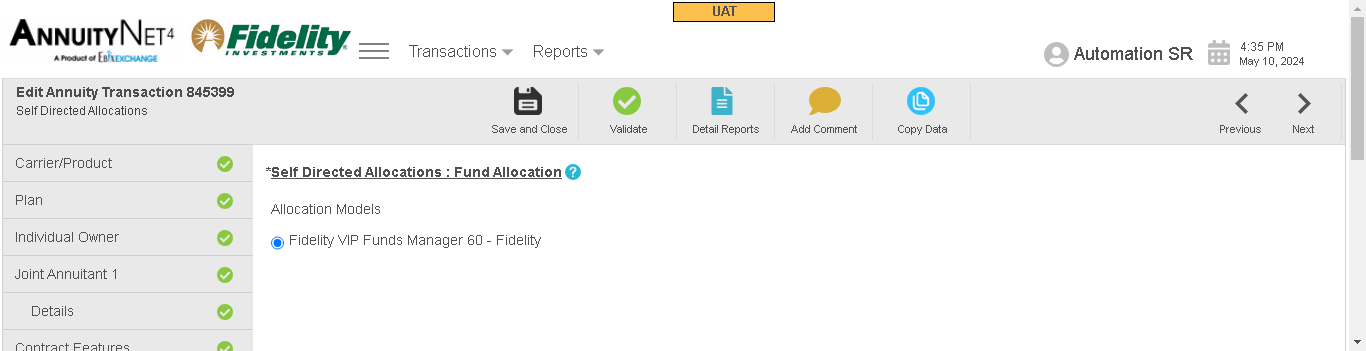 UAT
ANNUITYNET4
A Product of EbixEXCHANGE
Fidelity
INVESTMENTS
Transactions
Reports
Automation SR
4:35 PM
May 10, 2024
Edit Annuity Transaction 845399
Self Directed Allocations
Save and Close
Validate
Detail Reports
Add Comment
Copy Data
Previous
Next
Carrier/Product
Plan
Individual Owner
Joint Annuitant 1
Details
Contract Features
*Self Directed Allocations : Fund Allocation ?
Allocation Models
Fidelity VIP Funds Manager 60 - Fidelity